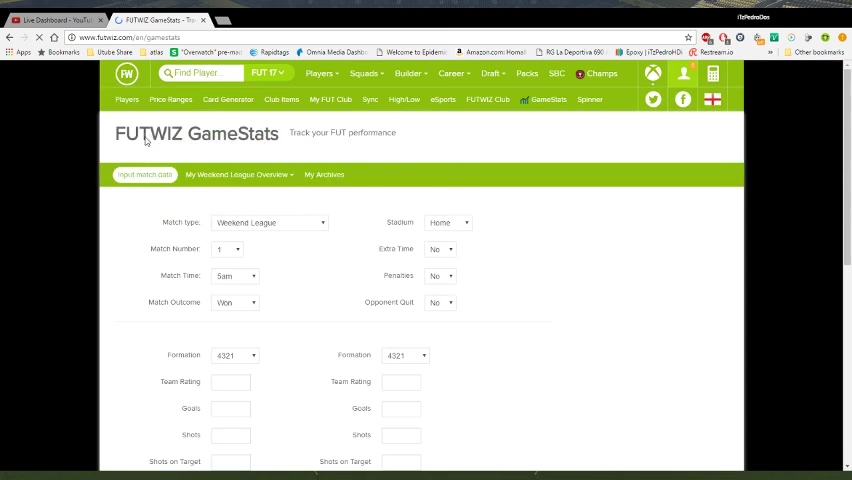 iTzPedroDos
Live Dashboard - YouTu
FUTWIZ GameStats - Tra
www.futwiz.com/en/gamestats
Apps Bookmarks Utube Share atlas "Overwatch" pre-mad Rapidtags Omnia Media Dashbo Welcome to Epidemic Amazon.com: Homall RG La Deportiva 690 Epoxy | iTzPedroHD | Restream.io » Other bookmarks
FW Find Player... FUT 17 Players Squads Builder Career Draft Packs SBC Champs
Players Price Ranges Card Generator Club Items My FUT Club Sync High/Low eSports FUTWIZ Club GameStats Spinner
FUTWIZ GameStats Track your FUT performance
Input match data My Weekend League Overview My Archives
Match type: Weekend League Stadium Home
Match Number: 1 Extra Time No
Match Time: 5am Penalties No
Match Outcome Won Opponent Quit No
Formation 4321 Formation 4321
Team Rating Team Rating
Goals Goals
Shots Shots
Shots on Target Shots on Target